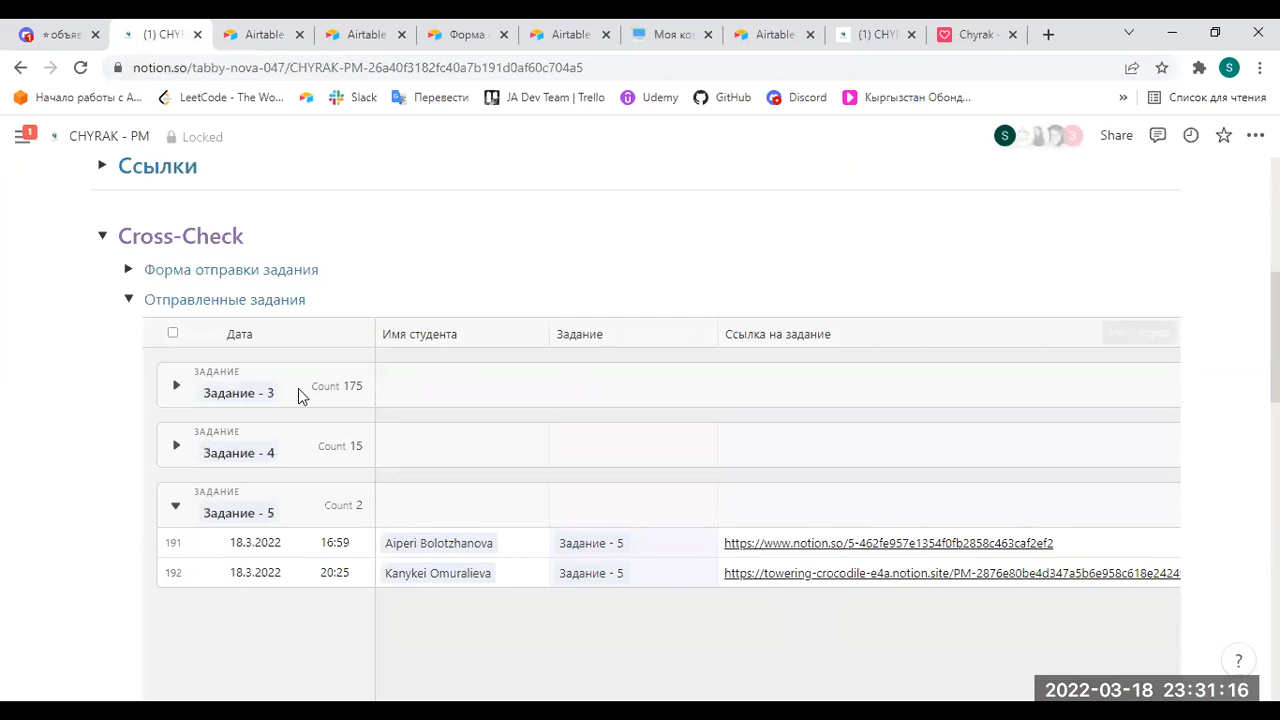 ☆объяв
(1) CHY
Airtable
Airtable
Форма
Airtable
Моя ко
Airtable
(1) CHY
Chyrak -
notion.so/tabby-nova-047/CHYRAK-PM-26a40f3182fc40a7b191d0af60c704a5
S
Начало работы с A...
LeetCode - The Wo...
Slack
Перевести
JA Dev Team | Trello
Udemy
GitHub
Discord
Кыргызстан Обонд...
»
Список для чтения
1
CHYRAK - PM
Locked
S
3
Share
Ссылки
Cross-Check
Форма отправки задания
Отправленные задания
Дата
Имя студента
Задание
Ссылка на задание
ЗАДАНИЕ
Задание - 3
Count 175
ЗАДАНИЕ
Задание - 4
Count 15
ЗАДАНИЕ
Задание - 5
Count 2
191 18.3.2022 16:59 Aiperi Bolotzhanova Задание - 5 https://www.notion.so/5-462fe957e1354f0fb2858c463caf2ef2
192 18.3.2022 20:25 Kanykei Omuralieva Задание - 5 https://towering-crocodile-e4a.notion.site/PM-2876e80be4d347a5b6e958c618e2424
?
2022-03-18 23:31:16